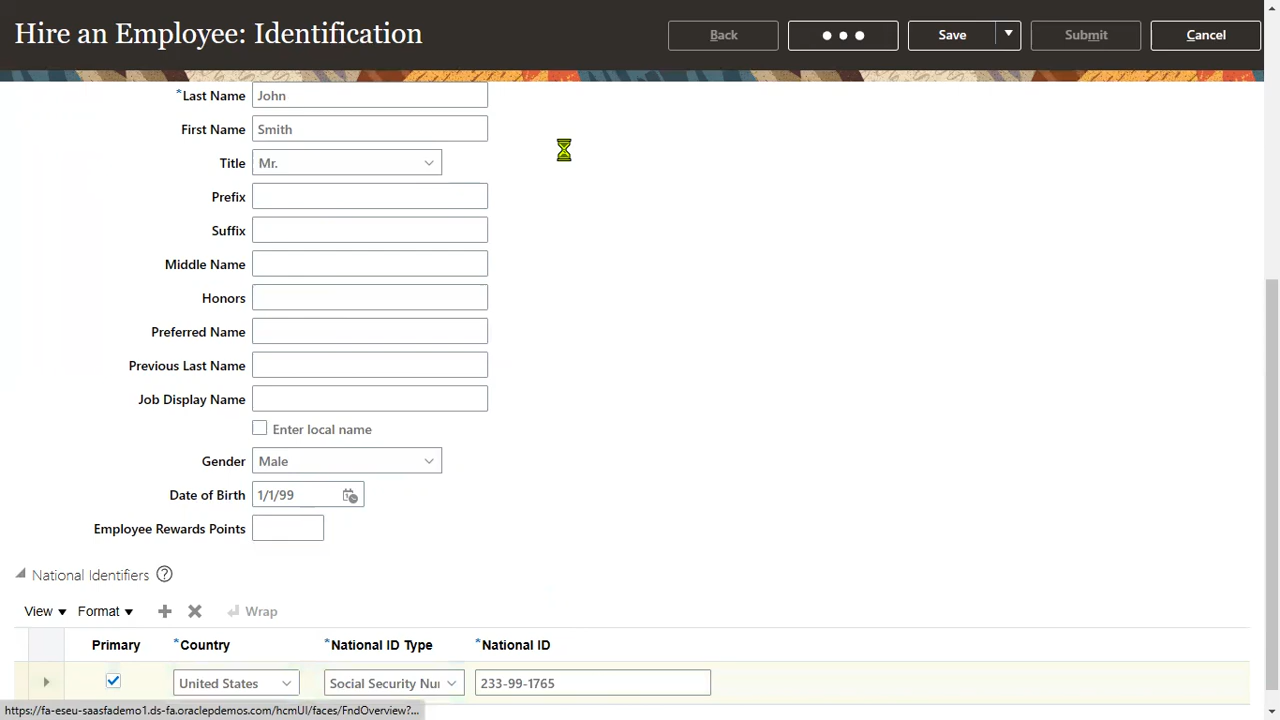 Hire an Employee: Identification
Back
Save
Submit
Cancel
*Last Name John
First Name Smith
Title Mr.
Prefix
Suffix
Middle Name
Honors
Preferred Name
Previous Last Name
Job Display Name
Enter local name
Gender Male
Date of Birth 1/1/99
Employee Rewards Points
National Identifiers ?
View Format Wrap
Primary *Country *National ID Type *National ID
United States Social Security Nu 233-99-1765
https://fa-eseu-saasfademo1.ds-fa.oraclepdemos.com/hcmUI/faces/FndOverview?...